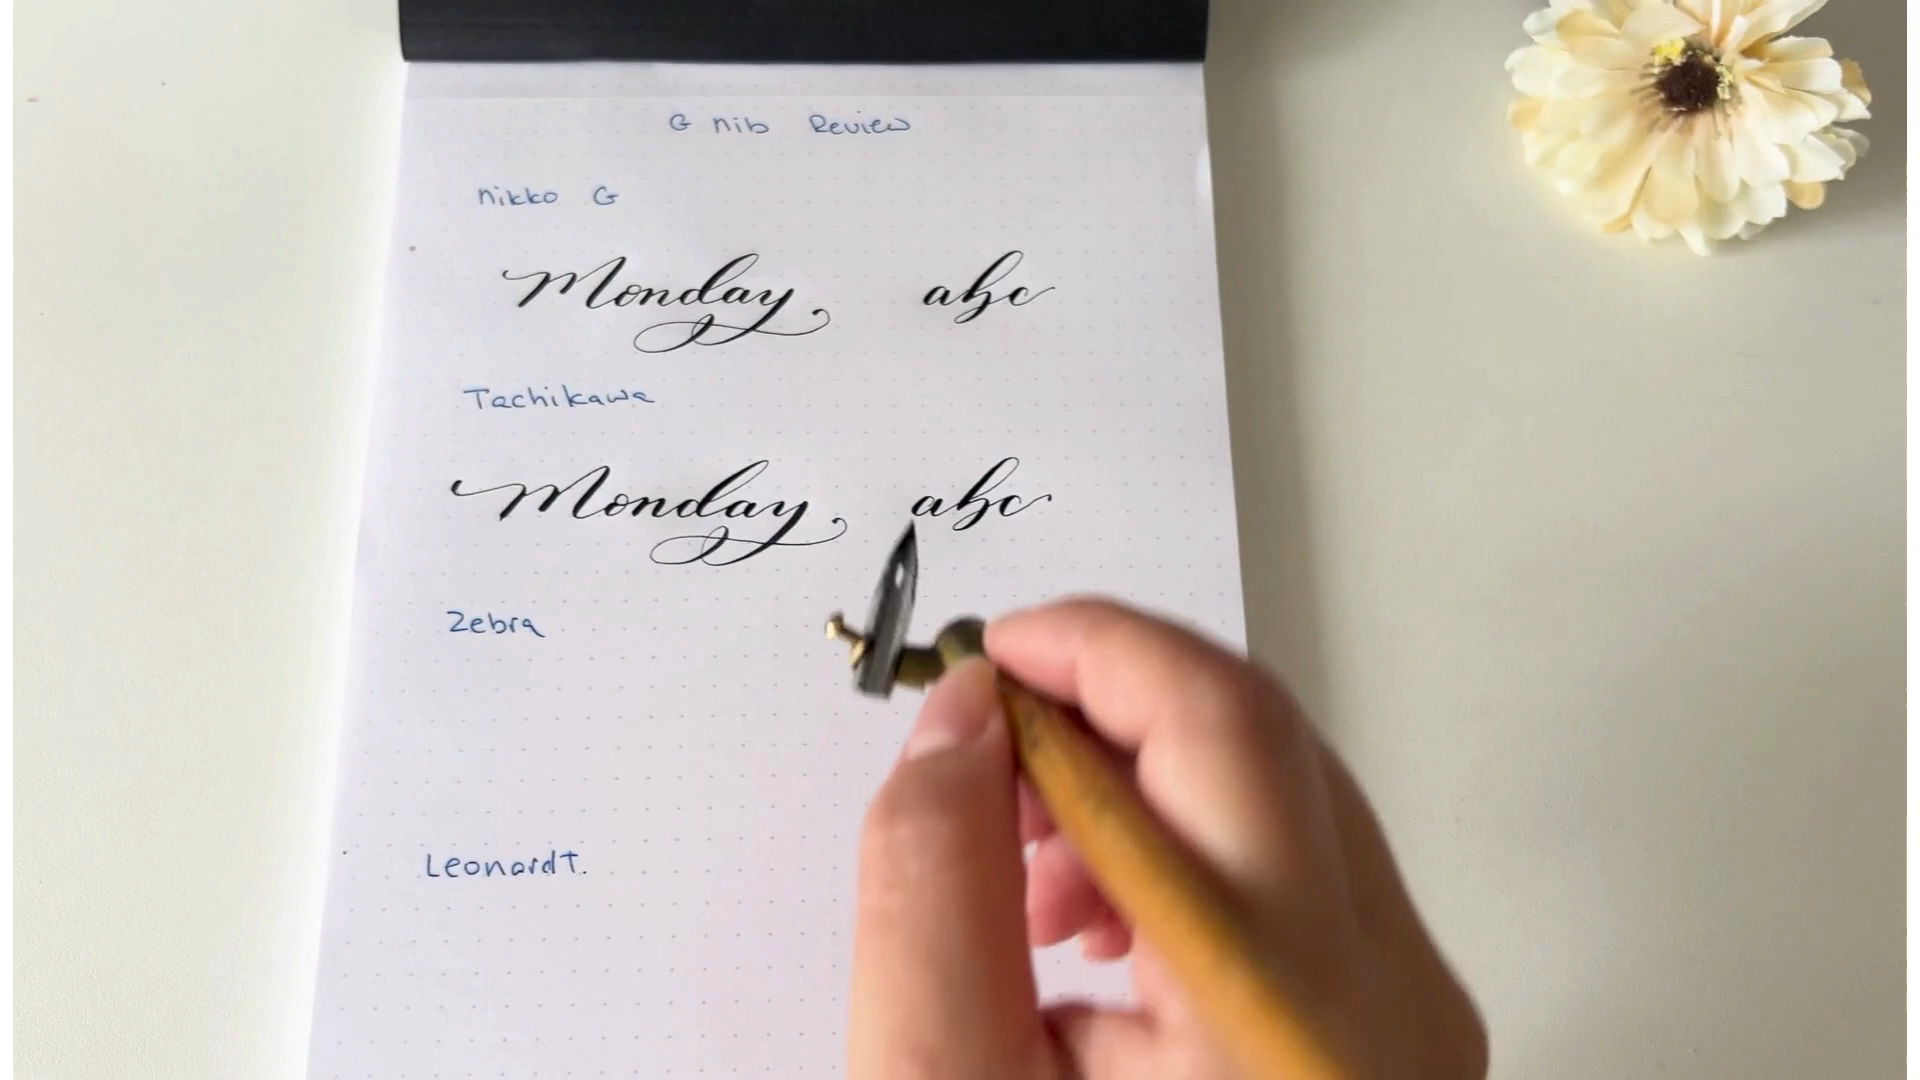 G nib Review
nikko G
Monday abc
Tachikawa
Monday abc
Zebra
Leonardt.